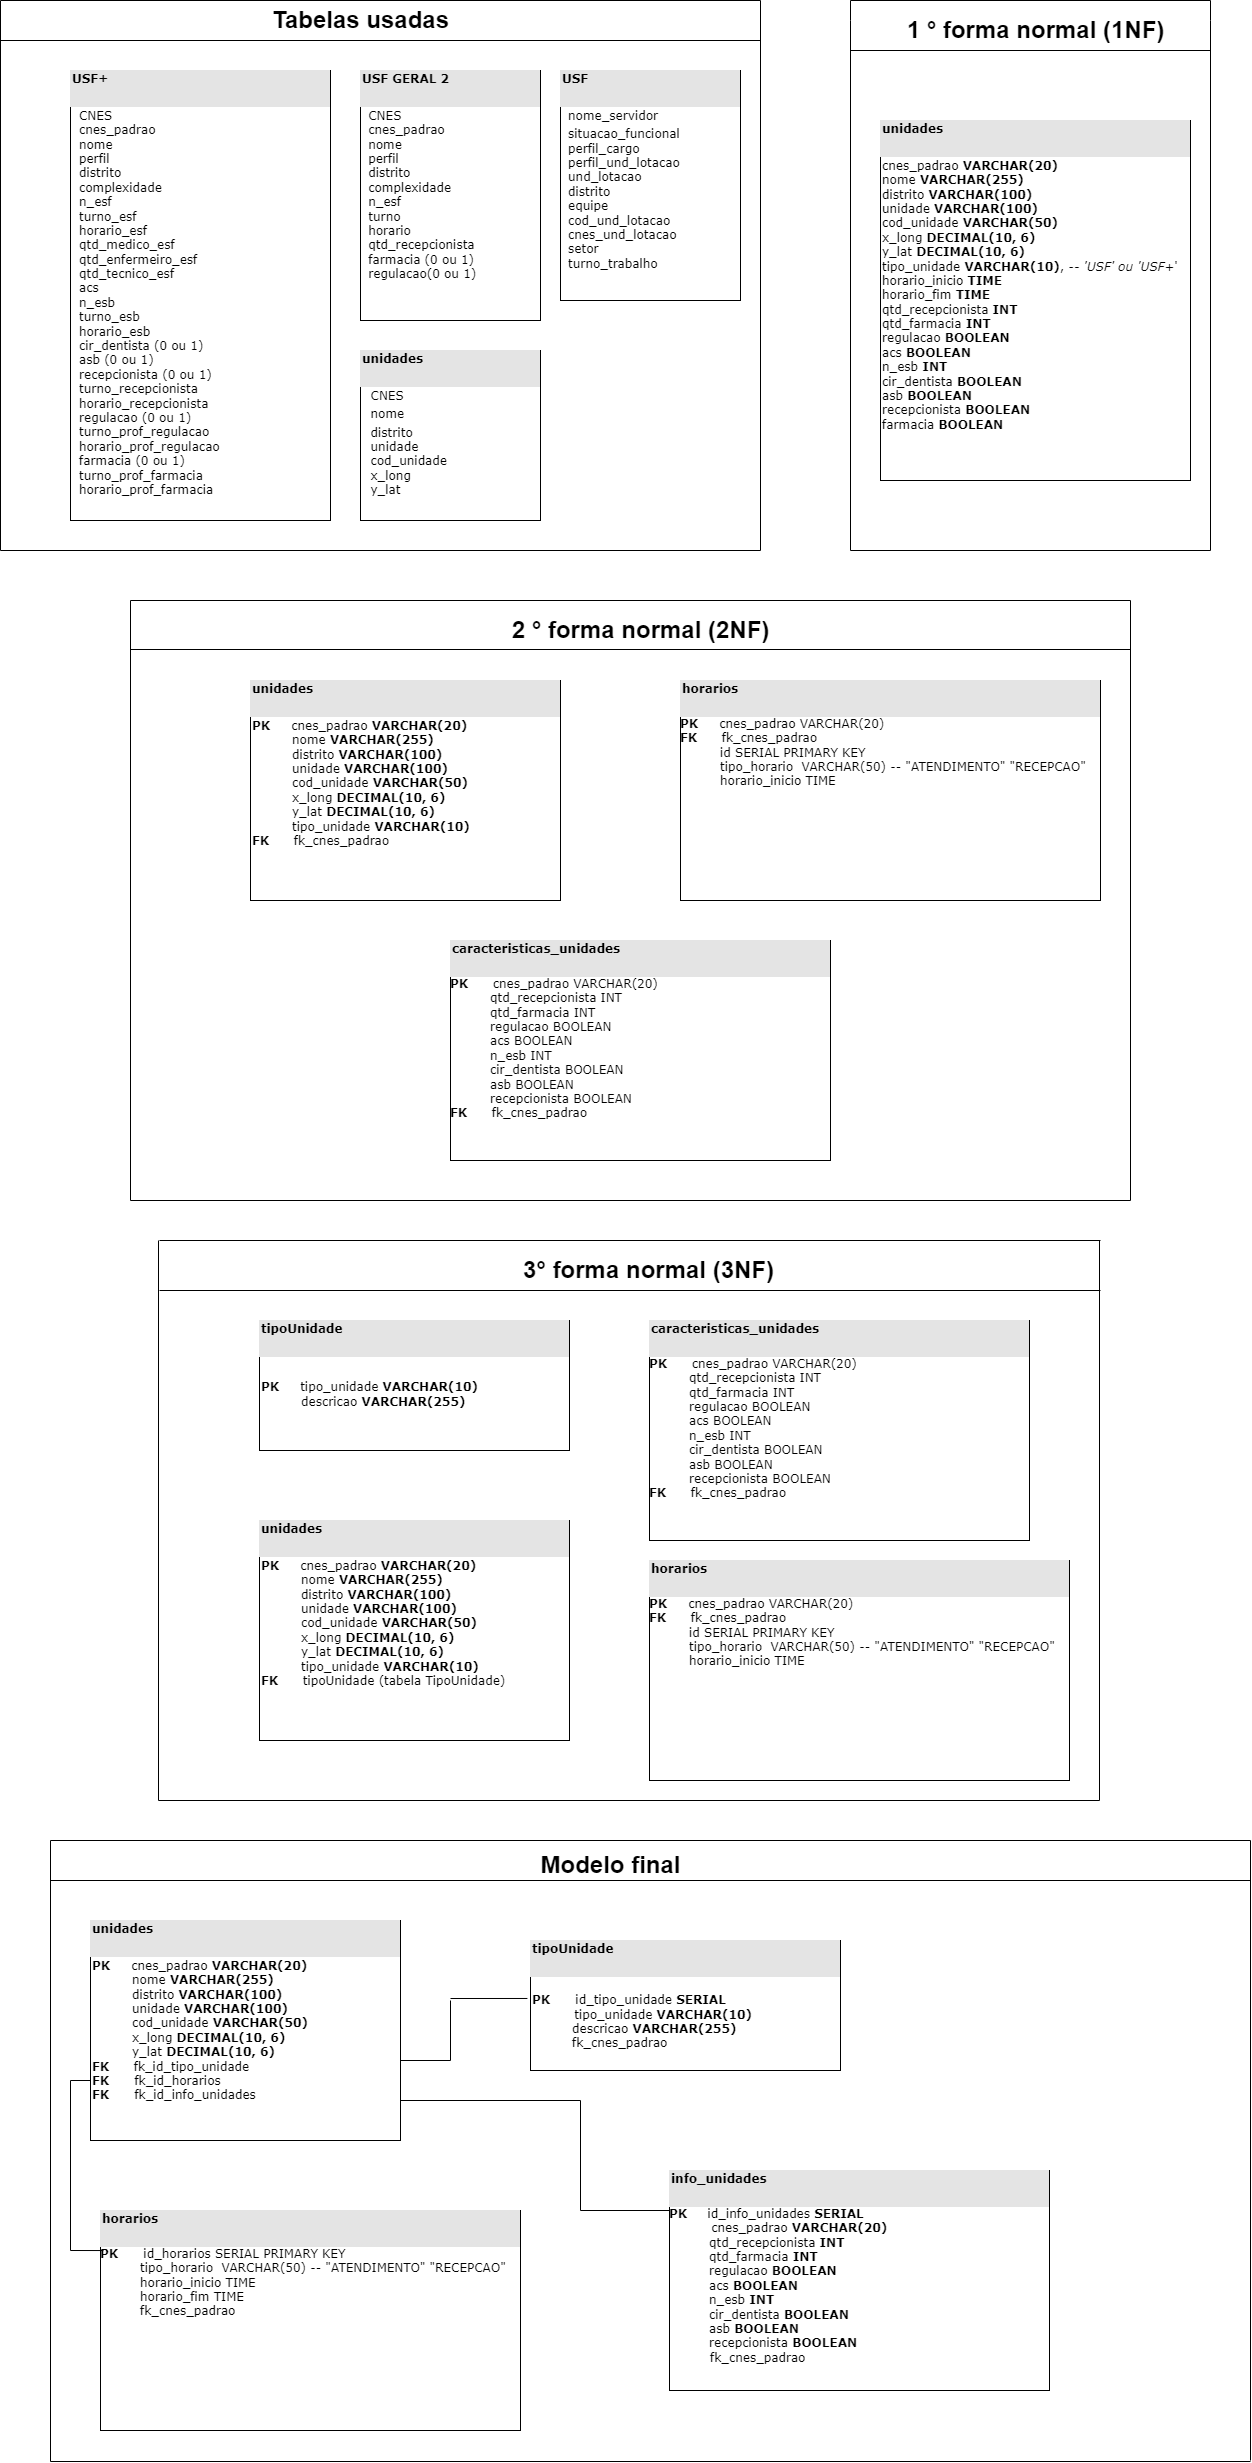 Tabelas usadas
USF+
CNES
cnes_padrao
nome
perfil
distrito
complexidade
n_esf
turno_esf
horario_esf
qtd_medico_esf
qtd_enfermeiro_esf
qtd_tecnico_esf
acs
n_esb
turno_esb
horario_esb
cir_dentista (0 ou 1)
asb (0 ou 1)
recepcionista (0 ou 1)
turno_recepcionista
horario_recepcionista
regulacao (0 ou 1)
turno_prof_regulacao
horario_prof_regulacao
farmacia (0 ou 1)
turno_prof_farmacia
horario_prof_farmacia
USF GERAL 2
CNES
cnes_padrao
nome
perfil
distrito
complexidade
n_esf
turno
horario
qtd_recepcionista
farmacia (0 ou 1)
regulacao(0 ou 1)
USF
nome_servidor
situacao_funcional
perfil_cargo
perfil_und_lotacao
und_lotacao
distrito
equipe
cod_und_lotacao
cnes_und_lotacao
setor
turno_trabalho
unidades
CNES
nome
distrito
unidade
cod_unidade
x_long
y_lat
1 ° forma normal (1NF)
unidades
cnes_padrao VARCHAR(20)
nome VARCHAR(255)
distrito VARCHAR(100)
unidade VARCHAR(100)
cod_unidade VARCHAR(50)
x_long DECIMAL(10, 6)
y_lat DECIMAL(10, 6)
tipo_unidade VARCHAR(10), -- 'USF' ou 'USF+'
horario_inicio TIME
horario_fim TIME
qtd_recepcionista INT
qtd_farmacia INT
regulacao BOOLEAN
acs BOOLEAN
n_esb INT
cir_dentista BOOLEAN
asb BOOLEAN
recepcionista BOOLEAN
farmacia BOOLEAN
2 ° forma normal (2NF)
unidades
PK cnes_padrao VARCHAR(20)
nome VARCHAR(255)
distrito VARCHAR(100)
unidade VARCHAR(100)
cod_unidade VARCHAR(50)
x_long DECIMAL(10, 6)
y_lat DECIMAL(10, 6)
tipo_unidade VARCHAR(10)
FK fk_cnes_padrao
horarios
PK cnes_padrao VARCHAR(20)
FK fk_cnes_padrao
id SERIAL PRIMARY KEY
tipo_horario VARCHAR(50) -- "ATENDIMENTO" "RECEPCAO"
horario_inicio TIME
caracteristicas_unidades
PK cnes_padrao VARCHAR(20)
qtd_recepcionista INT
qtd_farmacia INT
regulacao BOOLEAN
acs BOOLEAN
n_esb INT
cir_dentista BOOLEAN
asb BOOLEAN
recepcionista BOOLEAN
FK fk_cnes_padrao
3° forma normal (3NF)
tipoUnidade
PK tipo_unidade VARCHAR(10)
descricao VARCHAR(255)
caracteristicas_unidades
PK cnes_padrao VARCHAR(20)
qtd_recepcionista INT
qtd_farmacia INT
regulacao BOOLEAN
acs BOOLEAN
n_esb INT
cir_dentista BOOLEAN
asb BOOLEAN
recepcionista BOOLEAN
FK fk_cnes_padrao
unidades
PK cnes_padrao VARCHAR(20)
nome VARCHAR(255)
distrito VARCHAR(100)
unidade VARCHAR(100)
cod_unidade VARCHAR(50)
x_long DECIMAL(10, 6)
y_lat DECIMAL(10, 6)
tipo_unidade VARCHAR(10)
FK tipoUnidade (tabela TipoUnidade)
horarios
PK cnes_padrao VARCHAR(20)
FK fk_cnes_padrao
id SERIAL PRIMARY KEY
tipo_horario VARCHAR(50) -- "ATENDIMENTO" "RECEPCAO"
horario_inicio TIME
Modelo final
unidades
PK cnes_padrao VARCHAR(20)
nome VARCHAR(255)
distrito VARCHAR(100)
unidade VARCHAR(100)
cod_unidade VARCHAR(50)
x_long DECIMAL(10, 6)
y_lat DECIMAL(10, 6)
FK fk_id_tipo_unidade
FK fk_id_horarios
FK fk_id_info_unidades
tipoUnidade
PK id_tipo_unidade SERIAL
tipo_unidade VARCHAR(10)
descricao VARCHAR(255)
fk_cnes_padrao
horarios
PK id_horarios SERIAL PRIMARY KEY
tipo_horario VARCHAR(50) -- "ATENDIMENTO" "RECEPCAO"
horario_inicio TIME
horario_fim TIME
fk_cnes_padrao
info_unidades
PK id_info_unidades SERIAL
cnes_padrao VARCHAR(20)
qtd_recepcionista INT
qtd_farmacia INT
regulacao BOOLEAN
acs BOOLEAN
n_esb INT
cir_dentista BOOLEAN
asb BOOLEAN
recepcionista BOOLEAN
fk_cnes_padrao